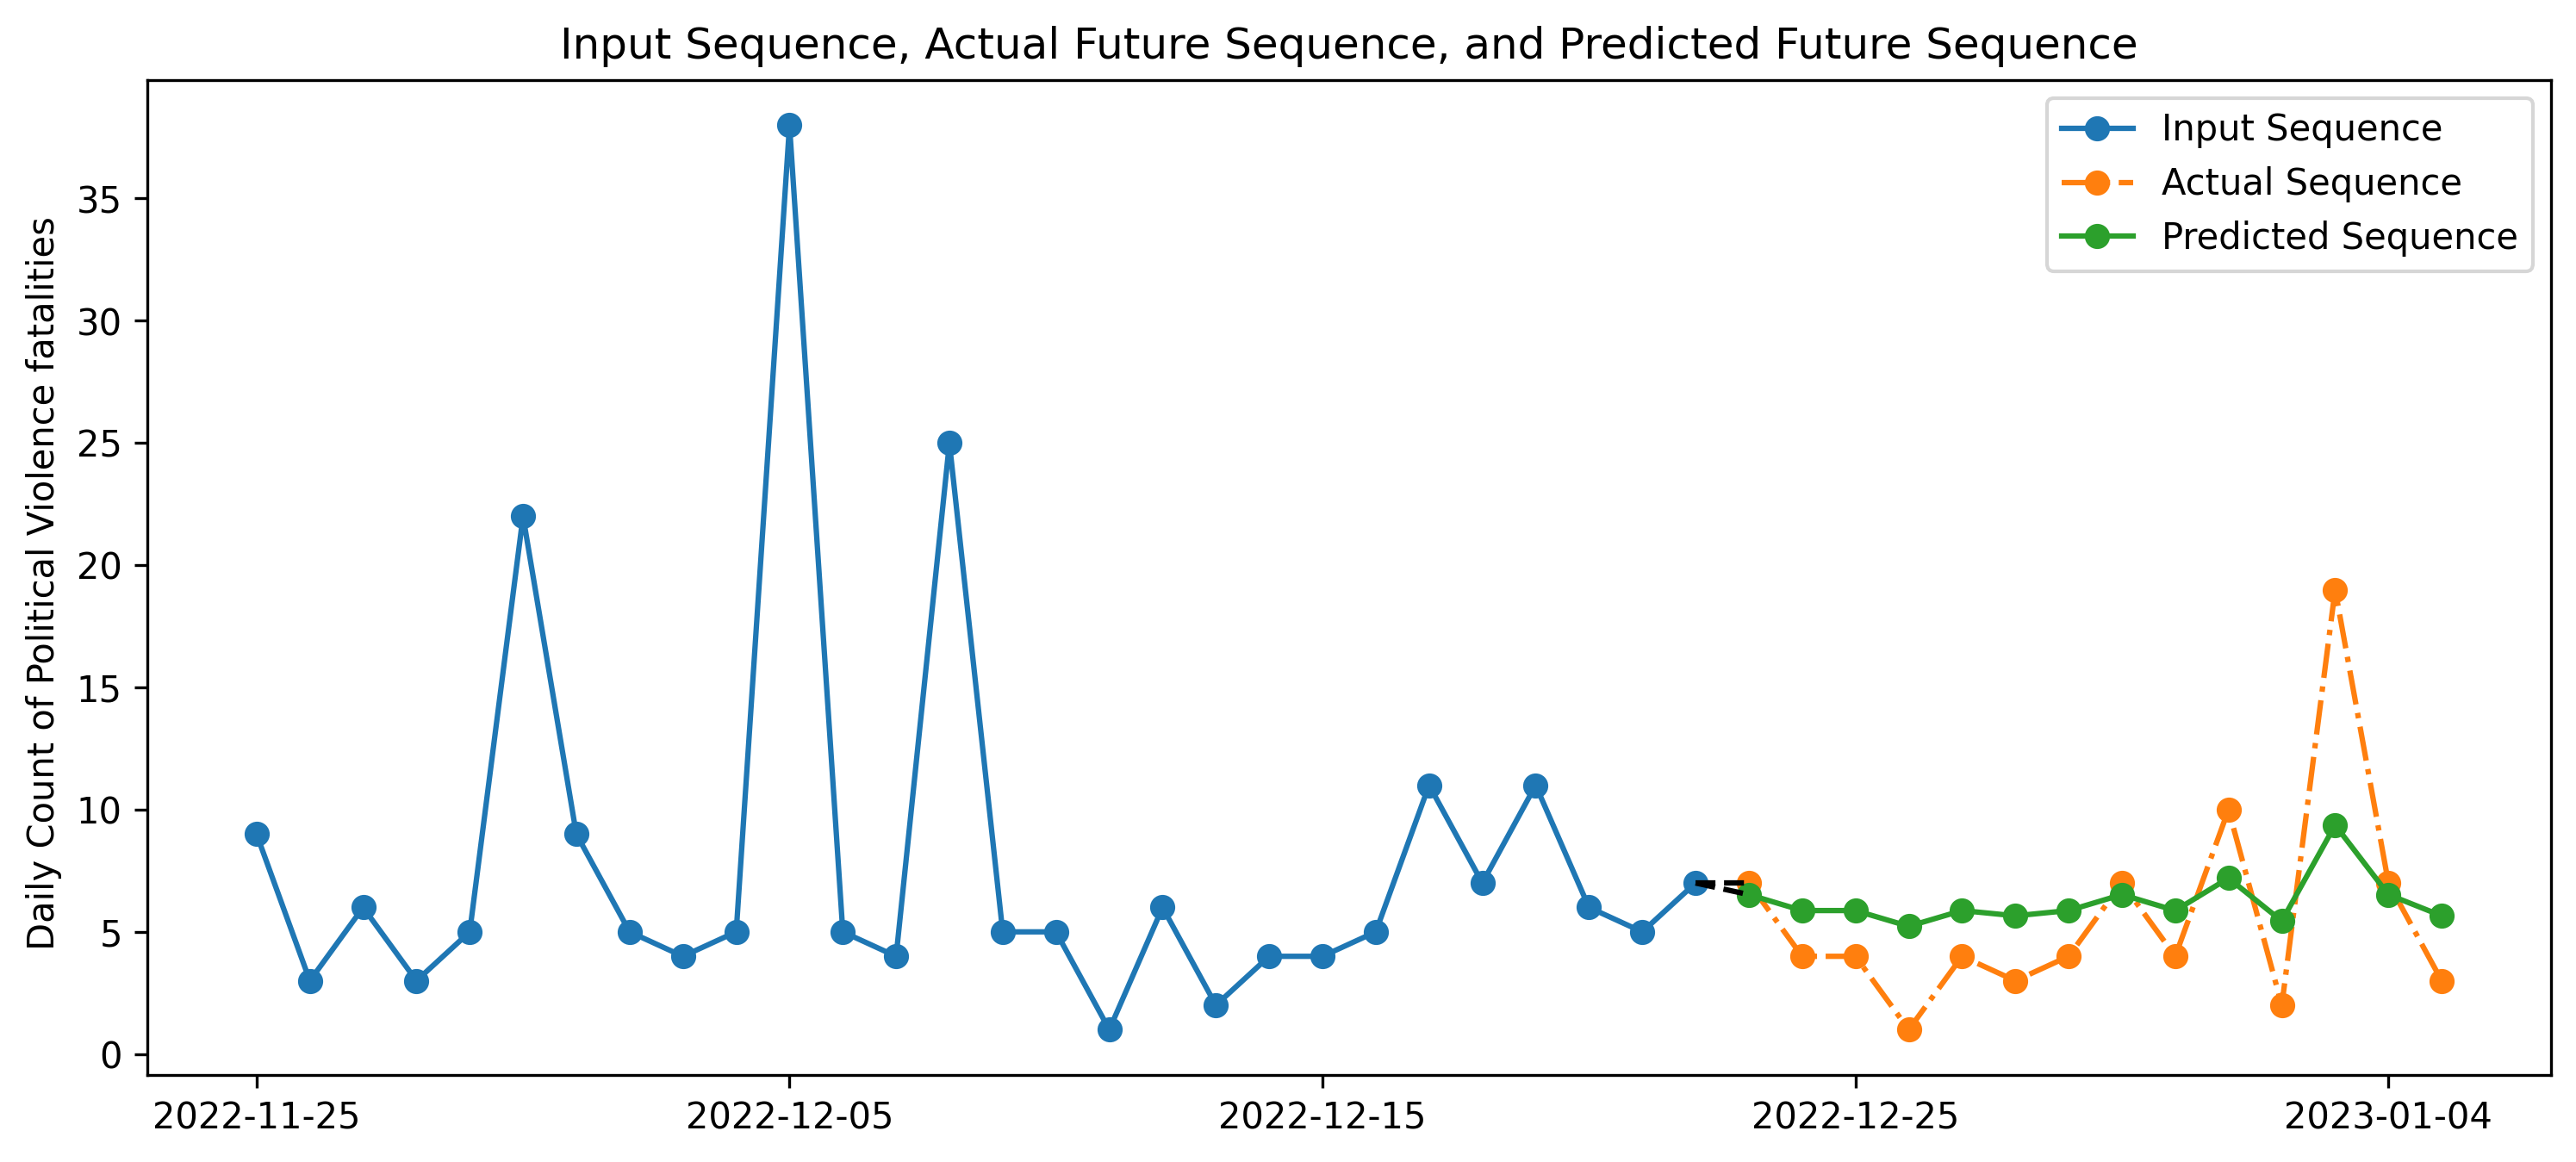 Input Sequence, Actual Future Sequence, and Predicted Future Sequence
Daily Count of Political Violence fatalities
35
30
25
20
15
10
5
0
2022-11-25
2022-12-05
2022-12-15
2022-12-25
2023-01-04
Input Sequence
Actual Sequence
Predicted Sequence